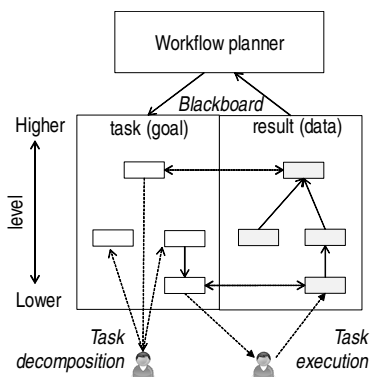 Workflow planner
Blackboard
Higher
task (goal)
result (data)
level
Lower
Task
decomposition
Task
execution